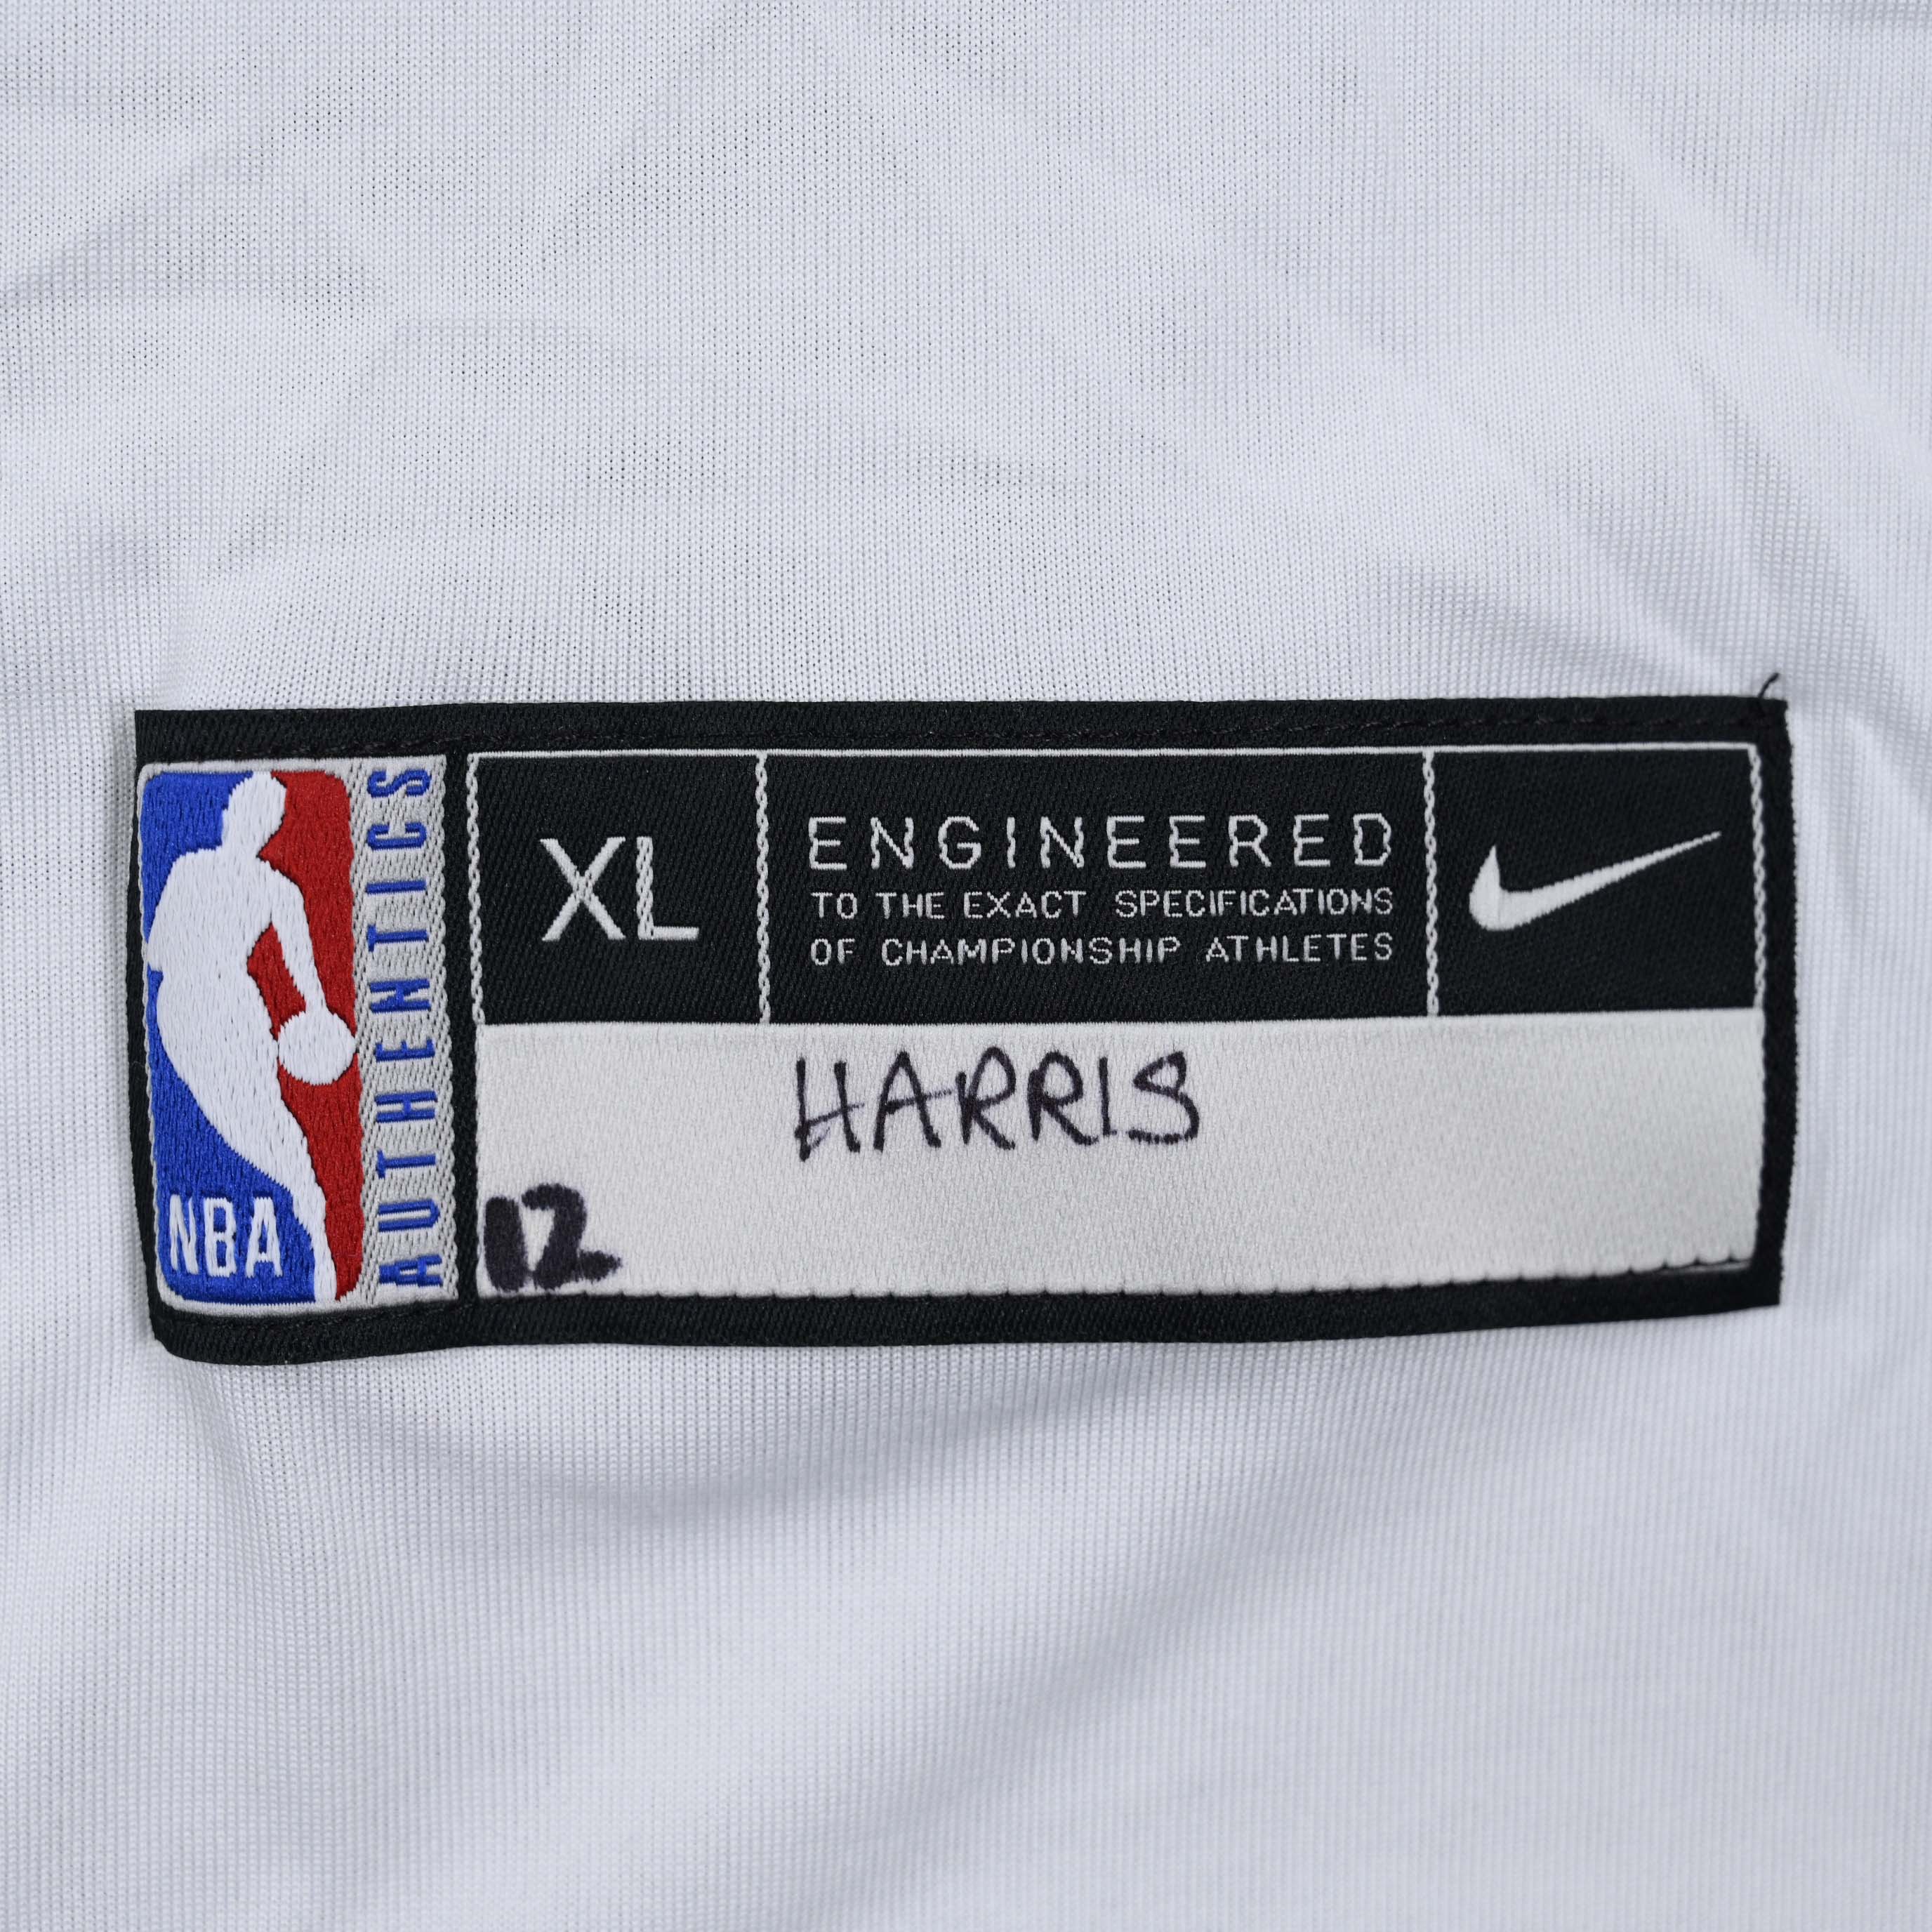 NBA
AUTHENTICS
XL
ENGINEERED
TO THE EXACT SPECIFICATIONS
OF CHAMPIONSHIP ATHLETES
HARRIS
12